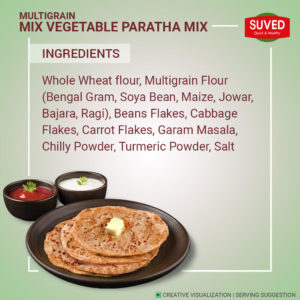 MULTIGRAIN
MIX VEGETABLE PARATHA MIX
SUVED
Quick & Healthy
INGREDIENTS
Whole Wheat flour, Multigrain Flour
(Bengal Gram, Soya Bean, Maize, Jowar,
Bajara, Ragi), Beans Flakes, Cabbage
Flakes, Carrot Flakes, Garam Masala,
Chilly Powder, Turmeric Powder, Salt
CREATIVE VISUALIZATION | SERVING SUGGESTION